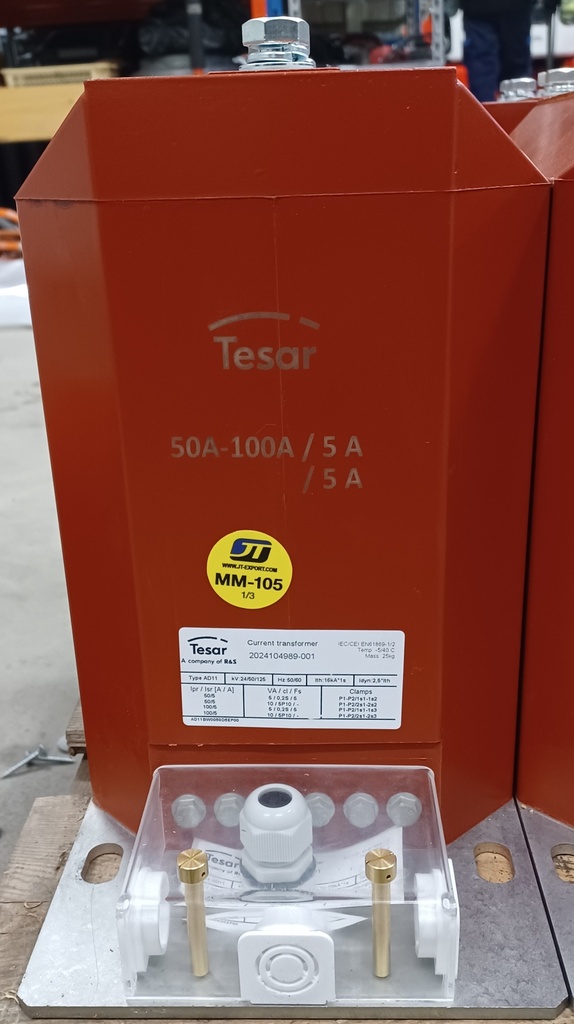 Tesar
50A-100A / 5 A
/ 5 A
JT
WWW.JT-EXPORT.COM
MM-105
1/3
Tesar
A company of R&S
Current transformer
2024104989-001
IEC(CEI EN)61869-1/2
Temp. -5/40 C
Mass: 25kg
Type AD11 kV:24/50/125 Hz:50/60 Ith:16kA*1s Idyn:2,5*Ith
Ipr / Isr [A / A] VA / cl / Fs Clamps
50/5 5 / 0,2S / 5 P1-P2/1s1-1s2
50/5 10 / 5P10 / - P1-P2/2s1-2s2
100/5 5 / 0,2S / 5 P1-P2/1s1-1s3
100/5 10 / 5P10 / - P1-P2/2s1-2s3